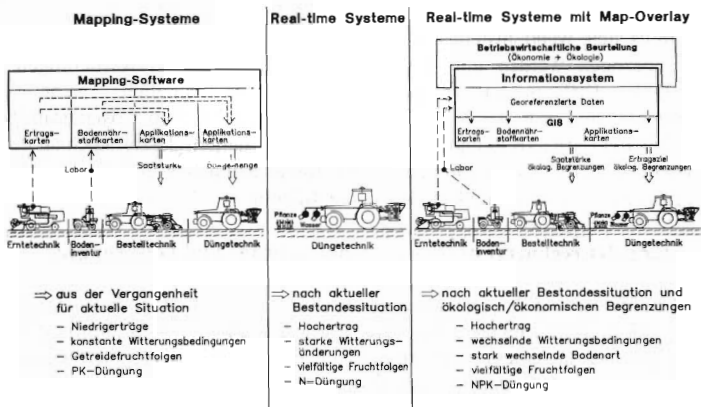 Mapping-Systeme
Mapping-Software
Ertrags-
karten
Bodennähr-
stoffkarten
Applikations-
karten
Applikations-
karten
Labor
Saatstärke
Düngemenge
Erntetechnik
Boden-
inventur
Bestelltechnik
Düngetechnik
⇒ aus der Vergangenheit
für aktuelle Situation
– Niedrigerträge
– konstante Witterungsbedingungen
– Getreidefruchtfolgen
– PK–Düngung
Real-time Systeme
Pflanze
Wasser
Düngetechnik
⇒ nach aktueller
Bestandessituation
– Hochertrag
– starke Witterungs-
änderungen
– vielfältige Fruchtfolgen
– N=Düngung
Real-time Systeme mit Map-Overlay
Betriebswirtschaftliche Beurteilung
(Ökonomie + Ökologie)
Informationssystem
Georeferenzierte Daten
GIS
Ertrags-
karten
Bodennähr-
stoffkarten
Applikations-
karten
Labor
Saatstärke
ökolog. Begrenzungen
Ertragsziel
ökolog. Begrenzungen
Pflanze
Wasser
Erntetechnik
Boden-
inventur
Bestelltechnik
Düngetechnik
⇒ nach aktueller Bestandessituation und
ökologisch/ökonomischen Begrenzungen
– Hochertrag
– wechselnde Witterungsbedingungen
– stark wechselnde Bodenart
– vielfältige Fruchtfolgen
– NPK–Düngung